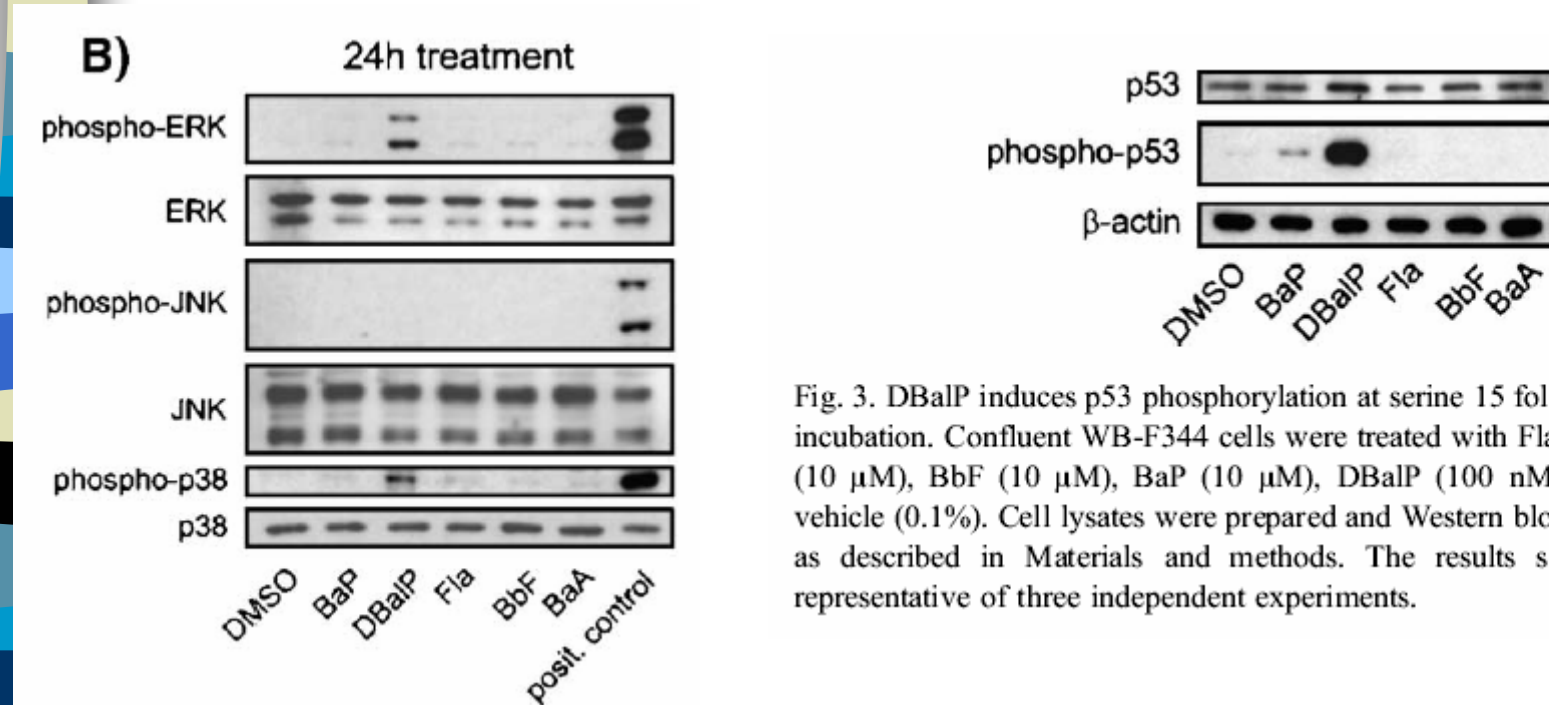 B)
24h treatment
phospho-ERK
ERK
phospho-JNK
JNK
phospho-p38
p38
DMSO
BaP
DBalP
Fla
BbF
BaA
posit. control
p53
phospho-p53
β-actin
DMSO
BaP
DBalP
Fla
BbF
BaA
Fig. 3. DBalP induces p53 phosphorylation at serine 15 fol
incubation. Confluent WB-F344 cells were treated with Fla
(10 μM), BbF (10 μM), BaP (10 μM), DBalP (100 nM
vehicle (0.1%). Cell lysates were prepared and Western blo
as described in Materials and methods. The results s
representative of three independent experiments.